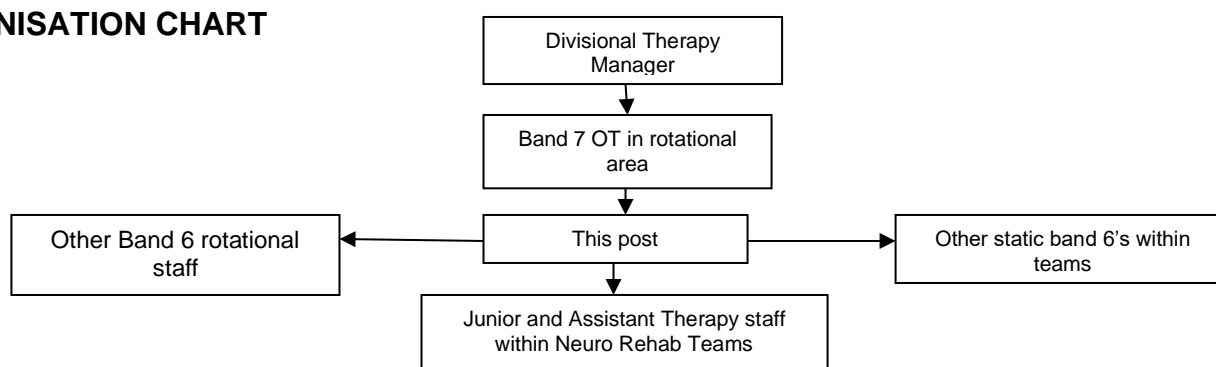 NISATION CHART
Divisional Therapy
Manager
Band 7 OT in rotational
area
Other Band 6 rotational
staff
This post
Other static band 6's within
teams
Junior and Assistant Therapy staff
within Neuro Rehab Teams